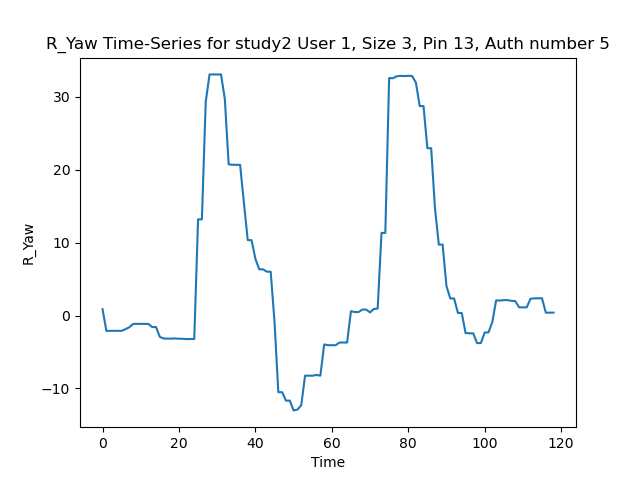 R_Yaw Time-Series for study2 User 1, Size 3, Pin 13, Auth number 5
30
20
10
0
−10
R_Yaw
0 20 40 60 80 100 120
Time